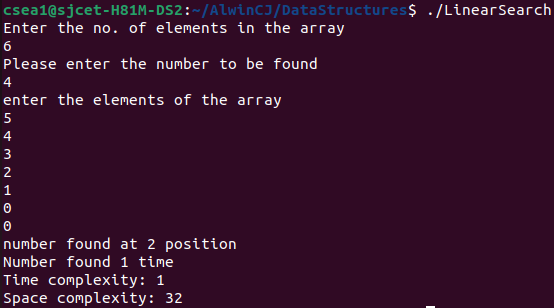 csea1@sjcet-H81M-DS2:~/AlwinCJ/DataStructures$ ./LinearSearch
Enter the no. of elements in the array
6
Please enter the number to be found
4
enter the elements of the array
5
4
3
2
1
0
0
number found at 2 position
Number found 1 time
Time complexity: 1
Space complexity: 32